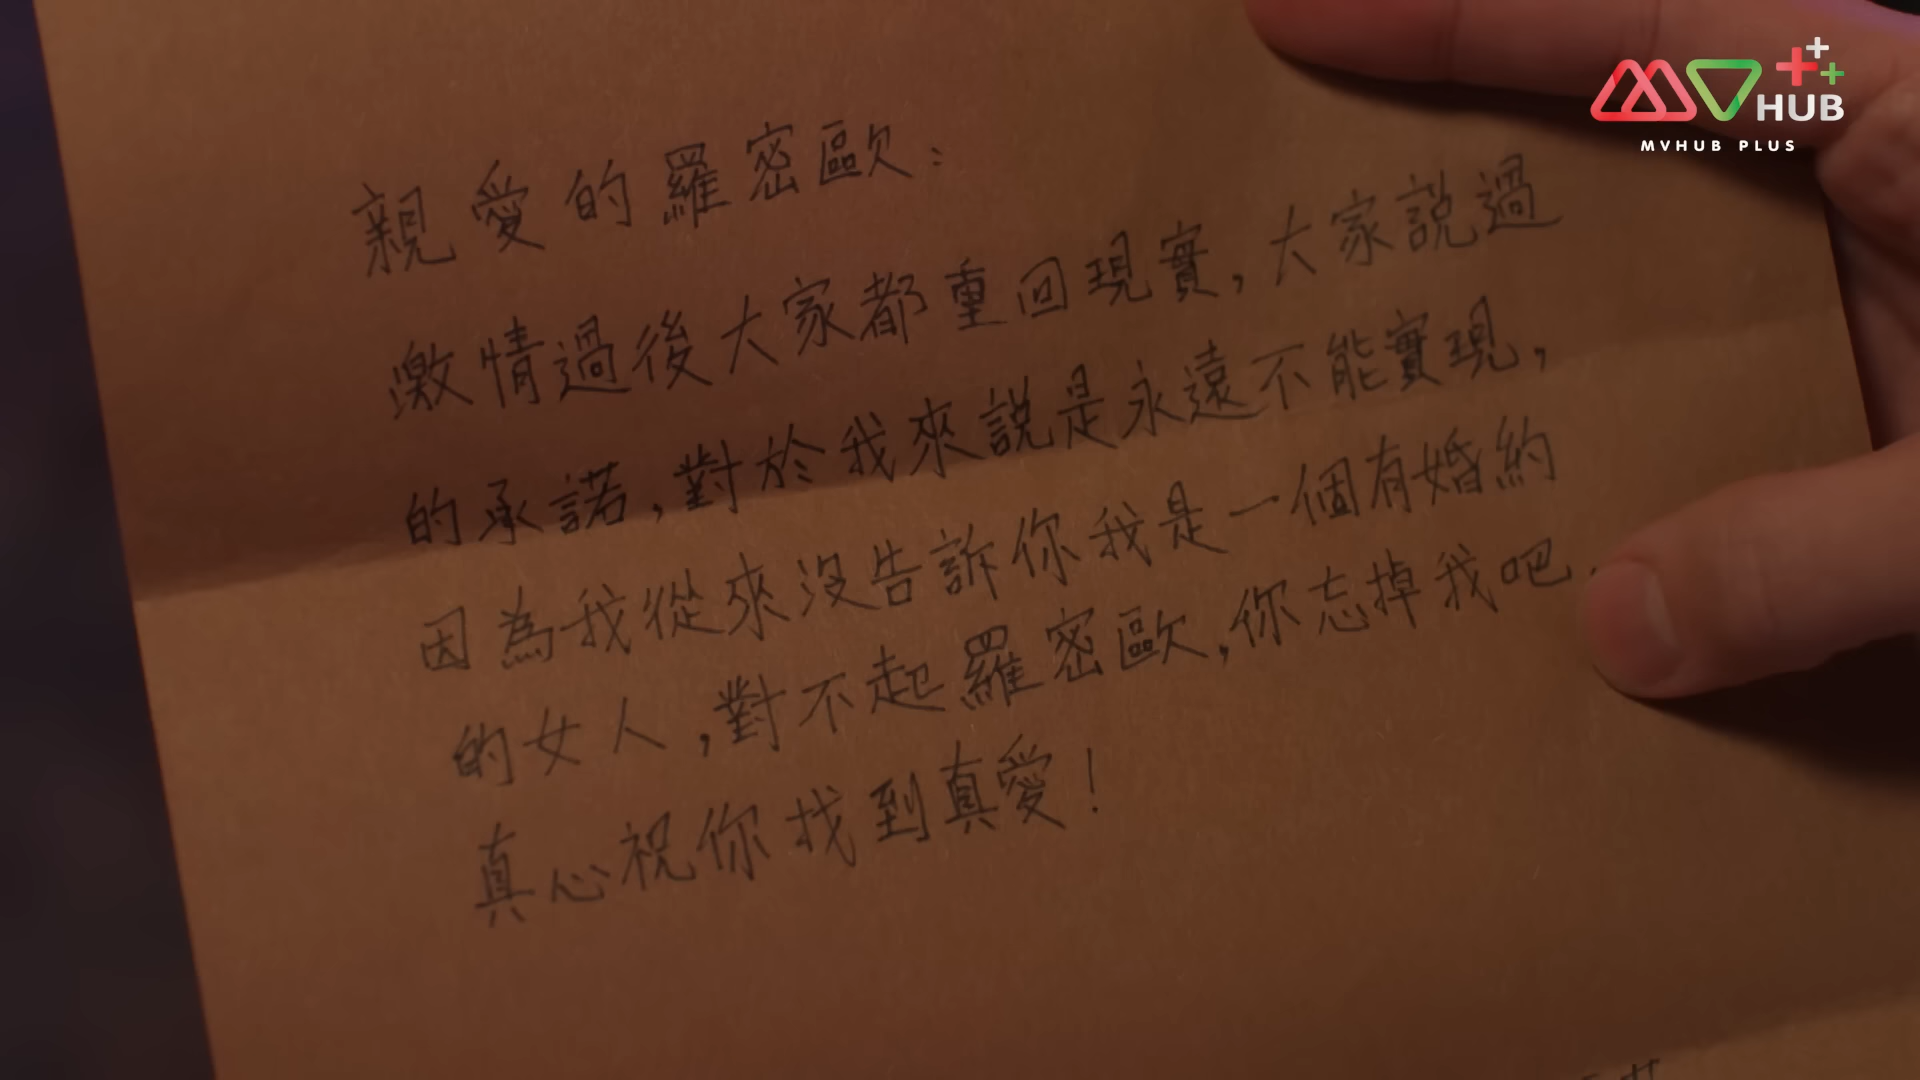 MV HUB
MVHUB PLUS
親愛的羅密歐：
激情過後大家都重回現實，大家說過
的承諾，對於我來說是永遠不能實現，
因為我從來沒告訴你我是一個有婚約
的女人，對不起羅密歐，你忘掉我吧.
真心祝你找到真愛！